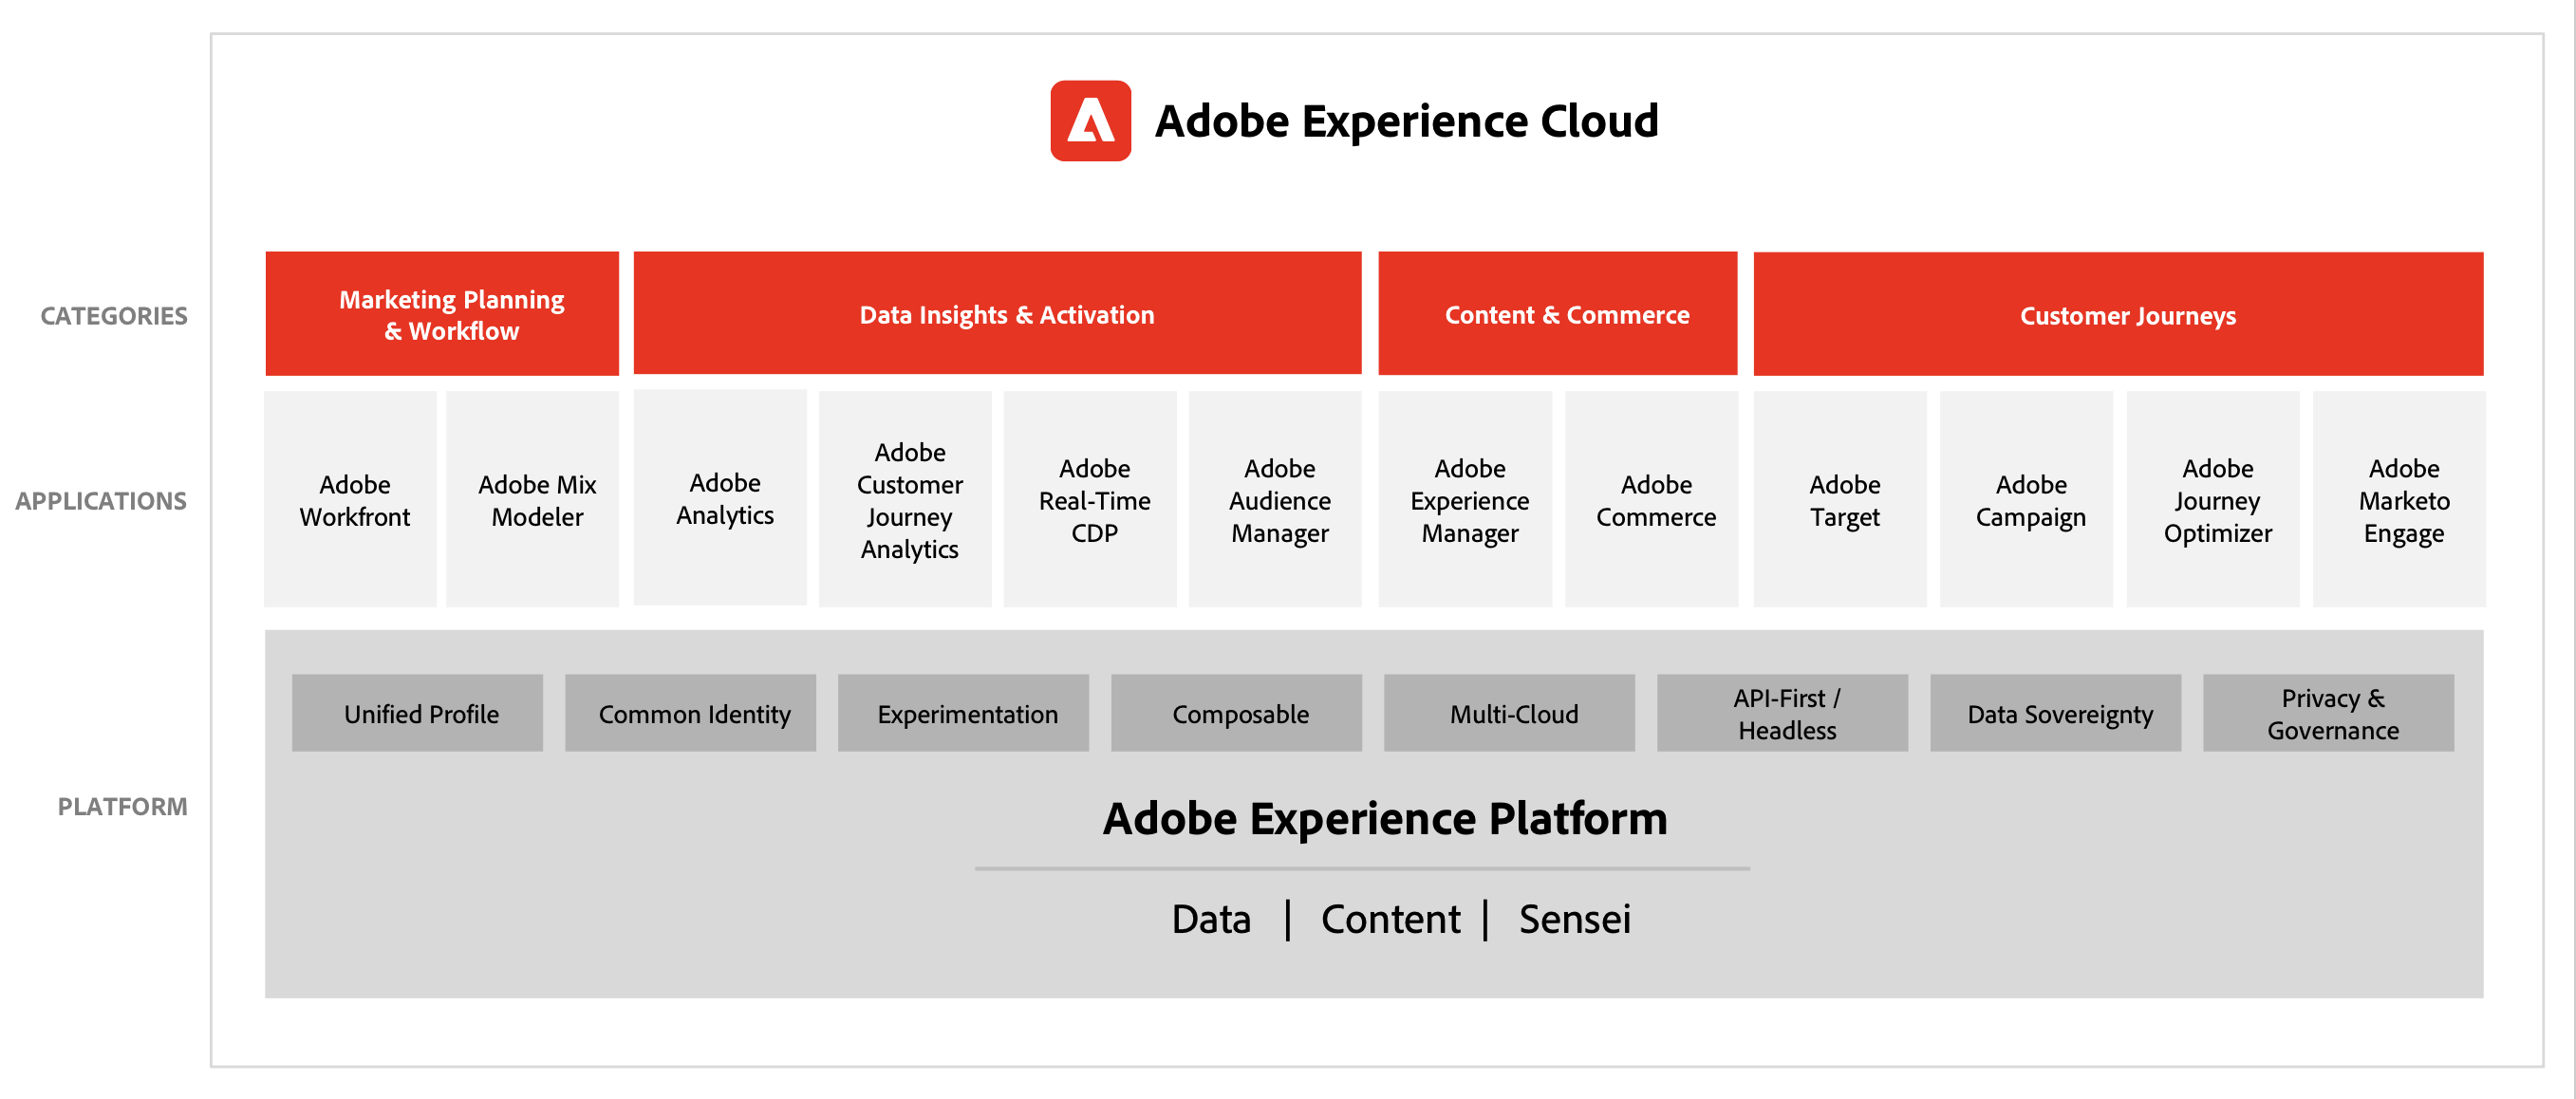 Adobe Experience Cloud
CATEGORIES
Marketing Planning
& Workflow
Data Insights & Activation
Content & Commerce
Customer Journeys
APPLICATIONS
Adobe
Workfront
Adobe Mix
Modeler
Adobe
Analytics
Adobe
Customer
Journey
Analytics
Adobe
Real-Time
CDP
Adobe
Audience
Manager
Adobe
Experience
Manager
Adobe
Commerce
Adobe
Target
Adobe
Campaign
Adobe
Journey
Optimizer
Adobe
Marketo
Engage
PLATFORM
Unified Profile
Common Identity
Experimentation
Composable
Multi-Cloud
API-First /
Headless
Data Sovereignty
Privacy &
Governance
Adobe Experience Platform
Data | Content | Sensei